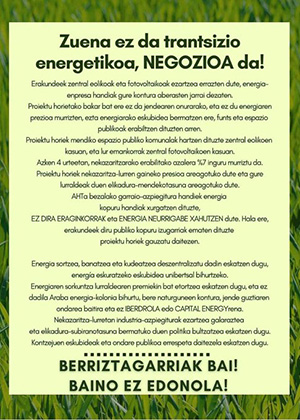 Zuena ez da trantsizio
energetikoa, NEGOZIOA da!
Erakundeek zentral eolikoak eta fotovoltaikoak ezartzea errazten dute, energia-
enpresa handiak gure kontura aberasten jarrai dezaten.
Proiektu horietako bakar bat ere ez da jendearen onurarako, eta ez du energiaren
prezioa murrizten, ezta energiarako eskubidea bermatzen ere, funts eta espazio
publikoak erabiltzen dituzten arren.
Proiektu horiek mendiko espazio publiko komunalak hartzen dituzte zentral eolikoen
kasuan, eta lur emankorrak zentral fotovoltaikoen kasuan.
Azken 4 urteetan, nekazaritzarako erabilitako azalera %7 inguru murriztu da.
Proiektu horiek nekazaritza-lurren gaineko presioa areagotuko dute eta gure
lurraldeak duen elikadura-mendekotasuna areagotuko dute.
AHTa bezalako garraio-azpiegitura handiek energia
kopuru handiak xurgatzen dituzte,
EZ DIRA ERAGINKORRAK eta ENERGIA NEURRIGABE XAHUTZEN dute. Hala ere,
erakundeek diru publiko kopuru izugarriak ematen dituzte
proiektu horiek gauzatu daitezen.
Energia sortzea, banatzea eta kudeatzea deszentralizatu dadin eskatzen dugu,
energia eskuratzeko eskubidea unibertsal bihurtzeko.
Energiaren sorkuntza lurraldearen premiekin bat etortzea eskatzen dugu, eta ez
dadila Araba energia-kolonia bihurtu, bere naturguneen kontura, jende guztiaren
ondarea baitira eta ez IBERDROLA edo CAPITAL ENERGYrena.
Nekazaritza-lurretan industria-azpiegiturak ezartzea galaraztea
eta elikadura-subiranotasuna bermatuko duen politika bultzatzea eskatzen dugu.
Kontzejuen eskubideak eta ondare publikoa errespeta daitezela eskatzen dugu.
BERRIZTAGARRIAK BAI!
BAINO EZ EDONOLA!